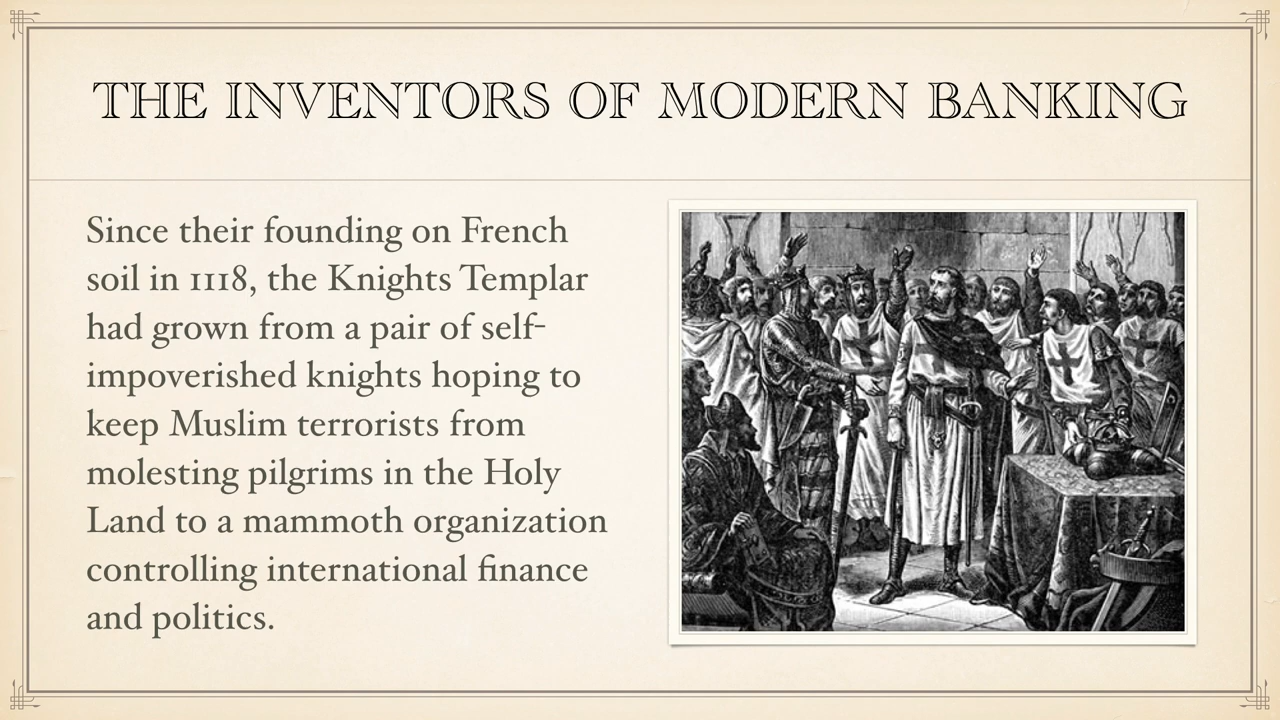 THE INVENTORS OF MODERN BANKING
Since their founding on French
soil in 1118, the Knights Templar
had grown from a pair of self-
impoverished knights hoping to
keep Muslim terrorists from
molesting pilgrims in the Holy
Land to a mammoth organization
controlling international finance
and politics.